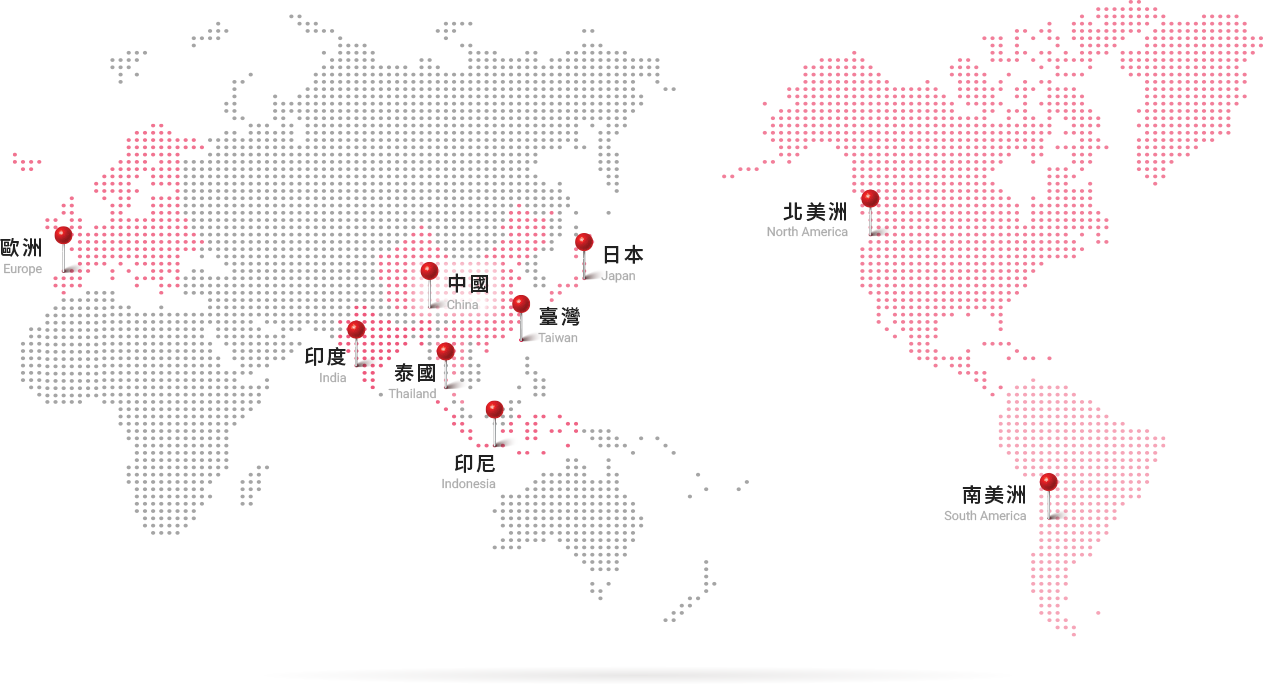 北美洲
North America
歐洲
Europe
日本
Japan
中國
China
臺灣
Taiwan
印度
India
泰國
Thailand
印尼
Indonesia
南美洲
South America